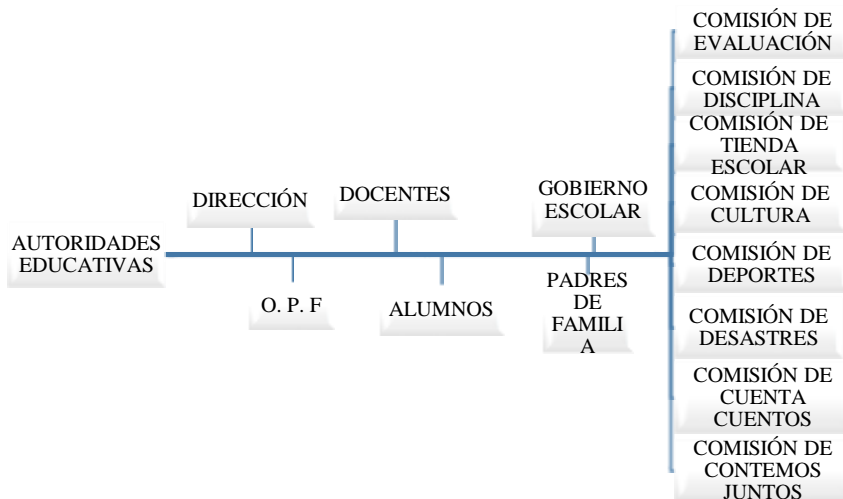 COMISIÓN DE
EVALUACIÓN
COMISIÓN DE
DISCIPLINA
COMISIÓN DE
TIENDA
ESCOLAR
COMISIÓN DE
CULTURA
COMISIÓN DE
DEPORTES
COMISIÓN DE
DESASTRES
COMISIÓN DE
CUENTA
CUENTOS
COMISIÓN DE
CONTEMOS
JUNTOS
DIRECCIÓN
DOCENTES
GOBIERNO
ESCOLAR
AUTORIDADES
EDUCATIVAS
O. P. F
ALUMNOS
PADRES
DE
FAMILI
A